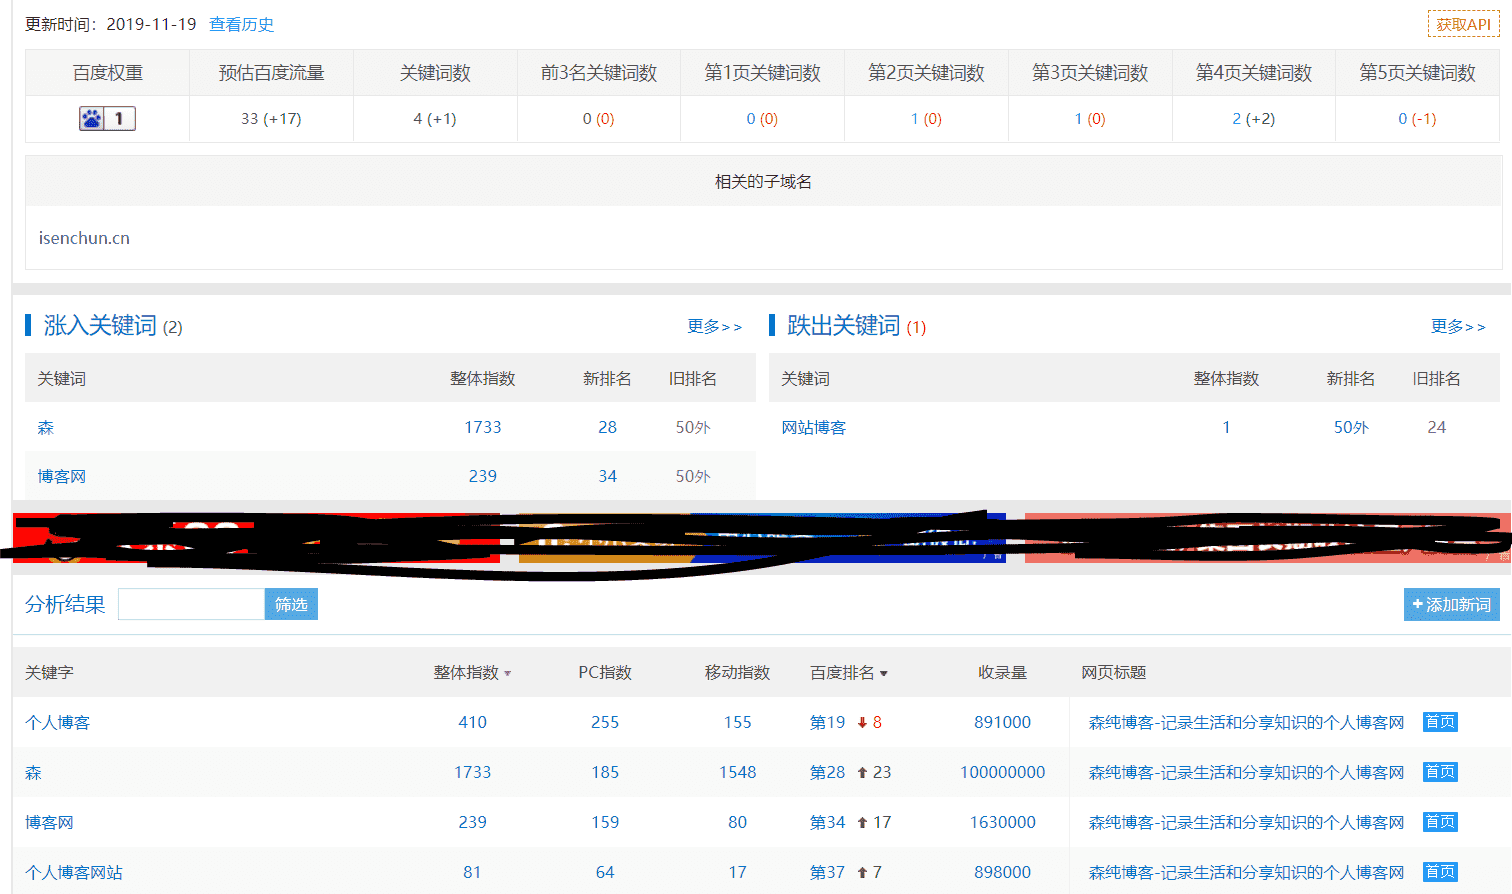 更新时间：2019-11-19 查看历史 获取API
百度权重 预估百度流量 关键词数 前3名关键词数 第1页关键词数 第2页关键词数 第3页关键词数 第4页关键词数 第5页关键词数
1 33 (+17) 4 (+1) 0 (0) 0 (0) 1 (0) 1 (0) 2 (+2) 0 (-1)
相关的子域名
isenchun.cn
涨入关键词 (2) 更多>> 跌出关键词 (1) 更多>>
关键词 整体指数 新排名 旧排名 关键词 整体指数 新排名 旧排名
森 1733 28 50外 网站博客 1 50外 24
博客网 239 34 50外
分析结果 筛选 +添加新词
关键字 整体指数 PC指数 移动指数 百度排名 收录量 网页标题
个人博客 410 255 155 第19 8 891000 森纯博客-记录生活和分享知识的个人博客网 首页
森 1733 185 1548 第28 23 100000000 森纯博客-记录生活和分享知识的个人博客网 首页
博客网 239 159 80 第34 17 1630000 森纯博客-记录生活和分享知识的个人博客网 首页
个人博客网站 81 64 17 第37 7 898000 森纯博客-记录生活和分享知识的个人博客网 首页